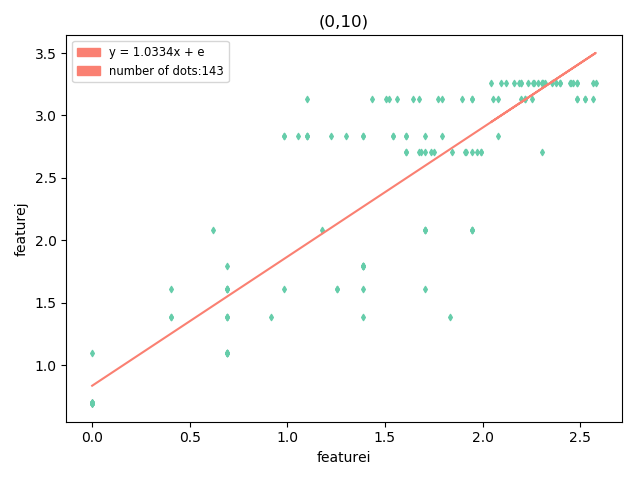 (0,10)
y = 1.0334x + e
number of dots:143
3.5
3.0
2.5
2.0
1.5
1.0
featurej
0.0 0.5 1.0 1.5 2.0 2.5
featurei